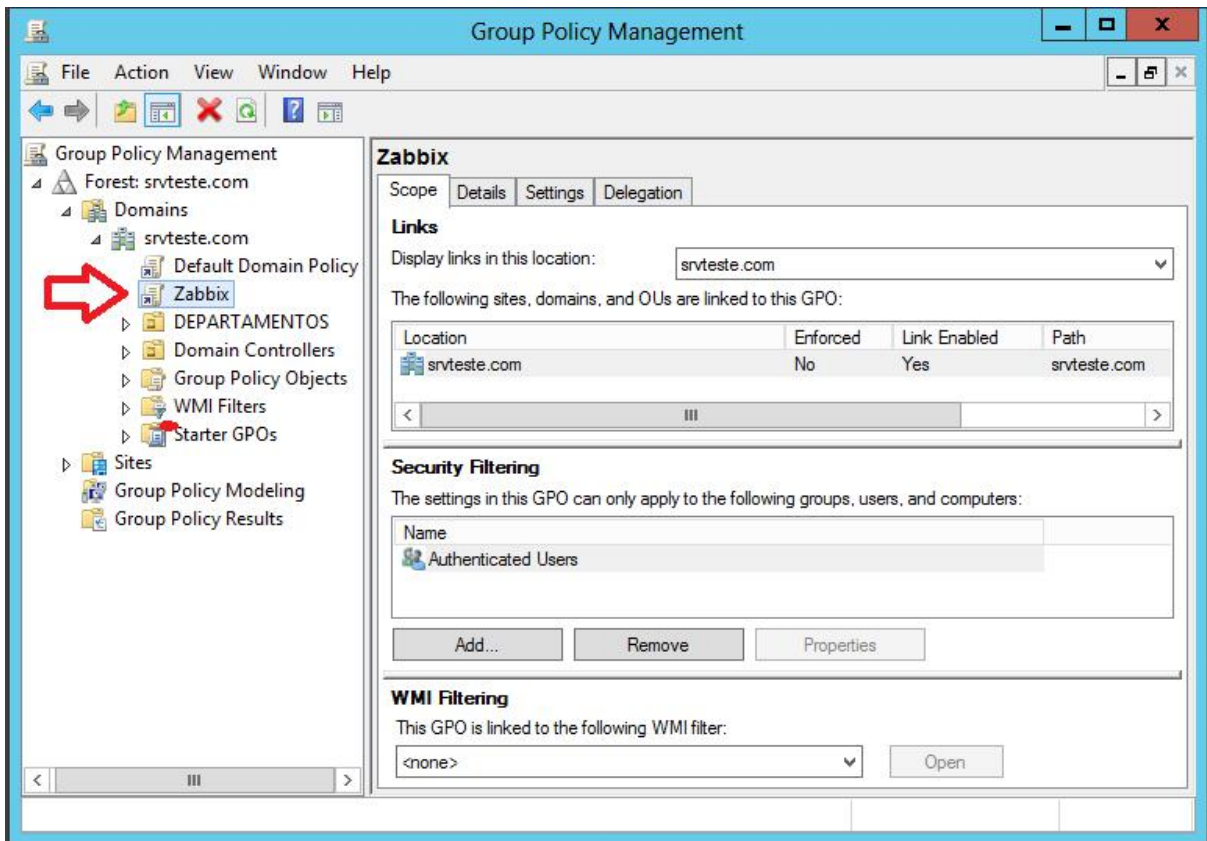 Group Policy Management
File Action View Window Help
Group Policy Management
Forest: srvteste.com
Domains
srvteste.com
Default Domain Policy
Zabbix
DEPARTAMENTOS
Domain Controllers
Group Policy Objects
WMI Filters
Starter GPOs
Sites
Group Policy Modeling
Group Policy Results
Zabbix
Scope Details Settings Delegation
Links
Display links in this location: srvteste.com
The following sites, domains, and OUs are linked to this GPO:
Location Enforced Link Enabled Path
srvteste.com No Yes srvteste.com
Security Filtering
The settings in this GPO can only apply to the following groups, users, and computers:
Name
Authenticated Users
Add... Remove Properties
WMI Filtering
This GPO is linked to the following WMI filter:
<none> Open